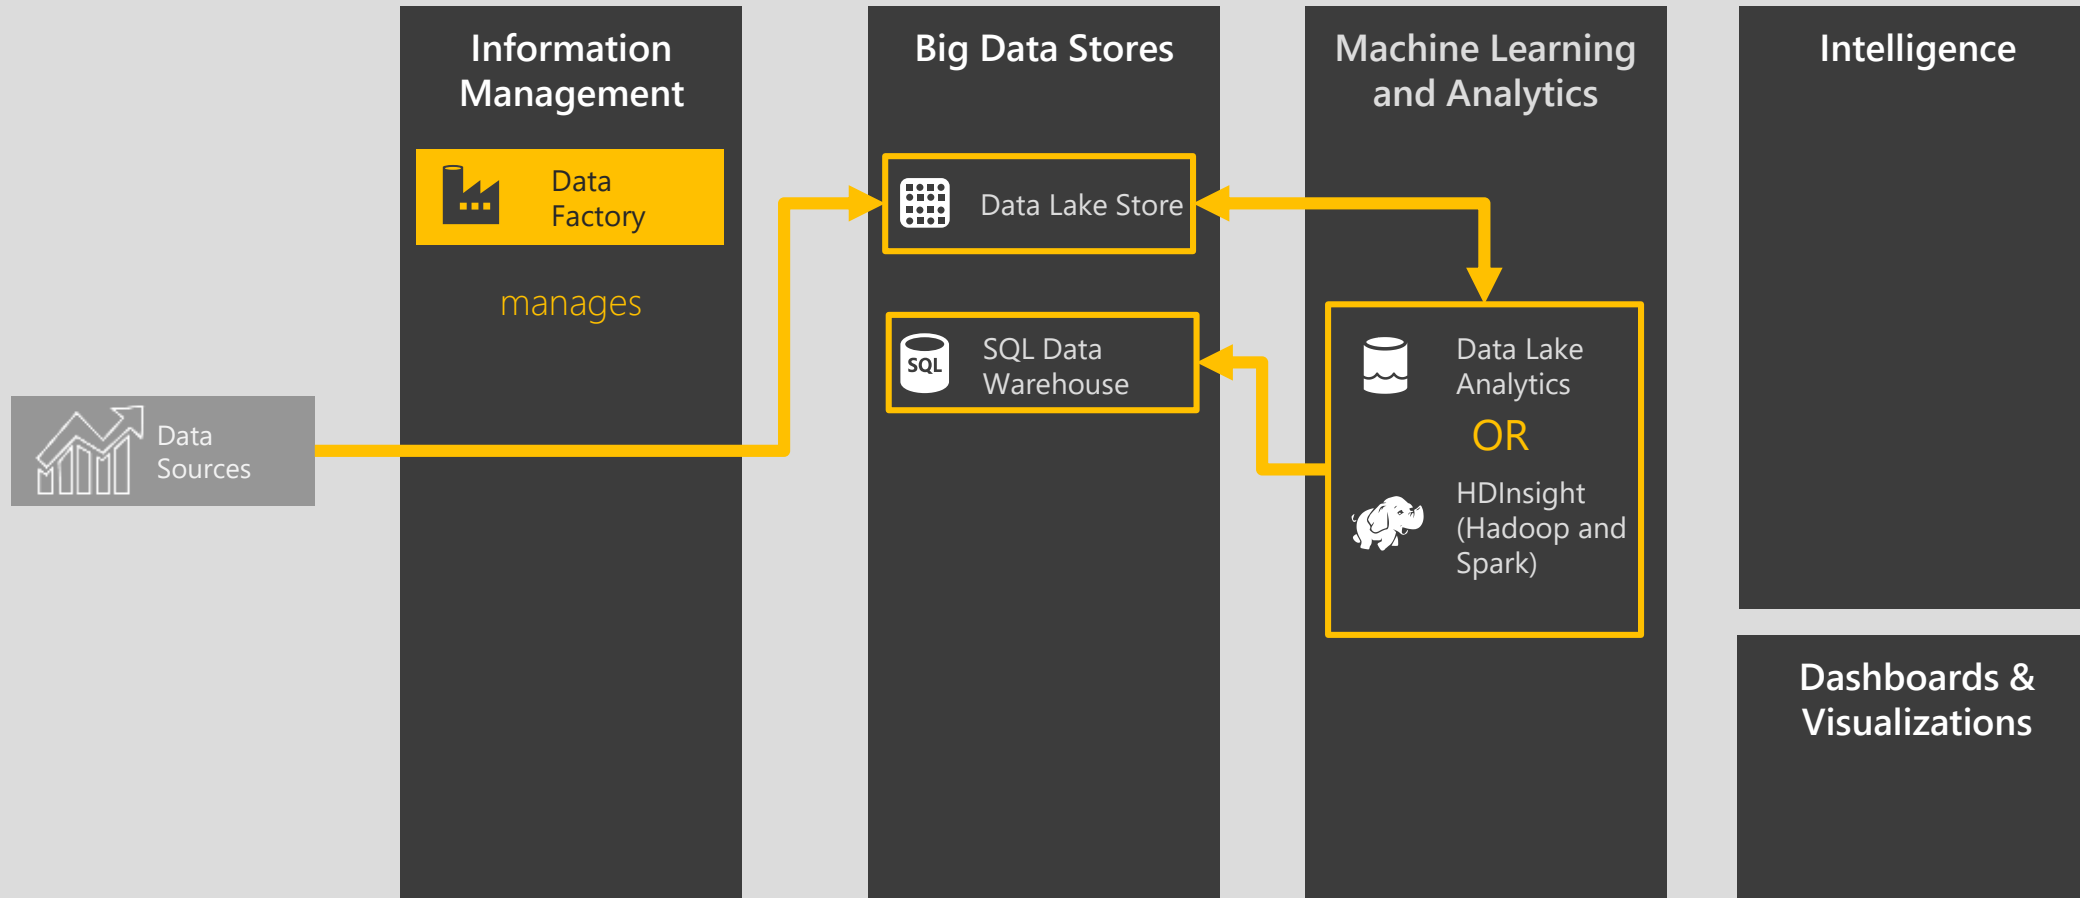 Information
Management
Data
Factory
manages
Data
Sources
Big Data Stores
Data Lake Store
SQL
SQL Data
Warehouse
Machine Learning
and Analytics
Data Lake
Analytics
OR
HDInsight
(Hadoop and
Spark)
Intelligence
Dashboards &
Visualizations